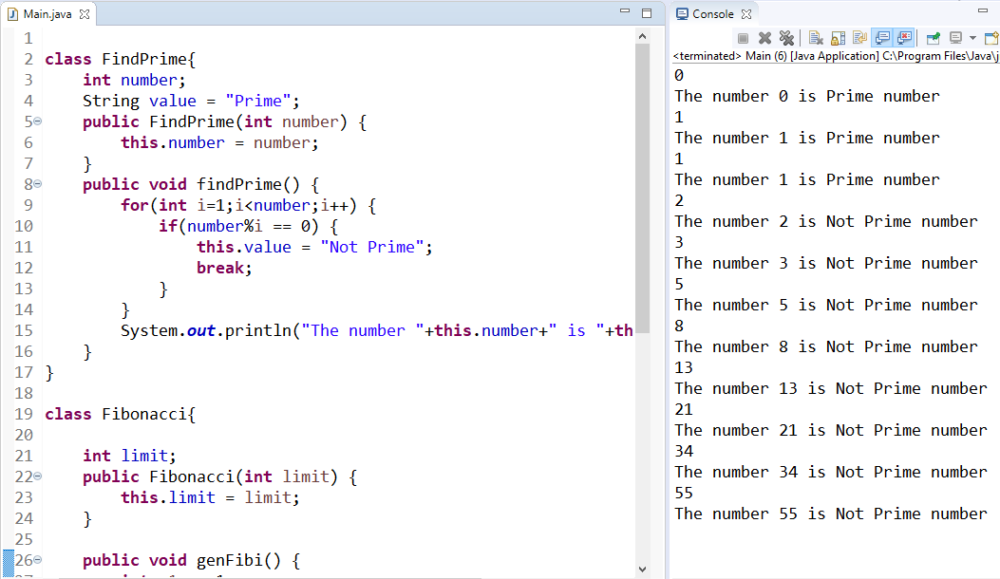 Main.java
1
2 class FindPrime{
3     int number;
4     String value = "Prime";
5     public FindPrime(int number) {
6         this.number = number;
7     }
8     public void findPrime() {
9         for(int i=1;i<number;i++) {
10             if(number%i == 0) {
11                 this.value = "Not Prime";
12                 break;
13             }
14         }
15         System.out.println("The number "+this.number+" is "+th
16     }
17 }
18
19 class Fibonacci{
20
21     int limit;
22     public Fibonacci(int limit) {
23         this.limit = limit;
24     }
25
26     public void genFibi() {
Console
<terminated> Main (6) [Java Application] C:\Program Files\Java\j
0
The number 0 is Prime number
1
The number 1 is Prime number
1
The number 1 is Prime number
2
The number 2 is Not Prime number
3
The number 3 is Not Prime number
5
The number 5 is Not Prime number
8
The number 8 is Not Prime number
13
The number 13 is Not Prime number
21
The number 21 is Not Prime number
34
The number 34 is Not Prime number
55
The number 55 is Not Prime number